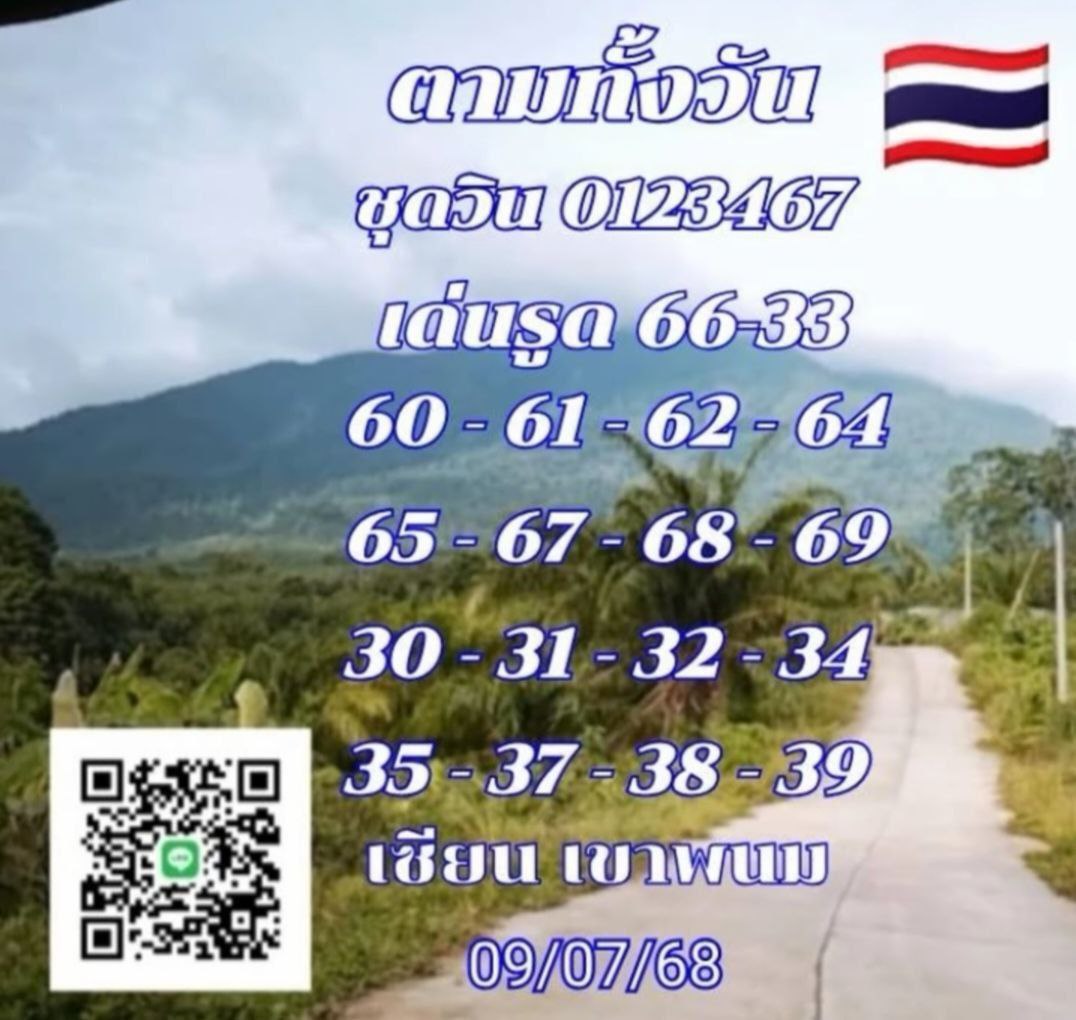 ตามทั้งวัน
ชุดวิน 0123467
เด่นรูด 66-33
60 - 61 - 62 - 64
65 - 67 - 68 - 69
30 - 31 - 32 - 34
35 - 37 - 38 - 39
เซียน เขาพนม
09/07/68